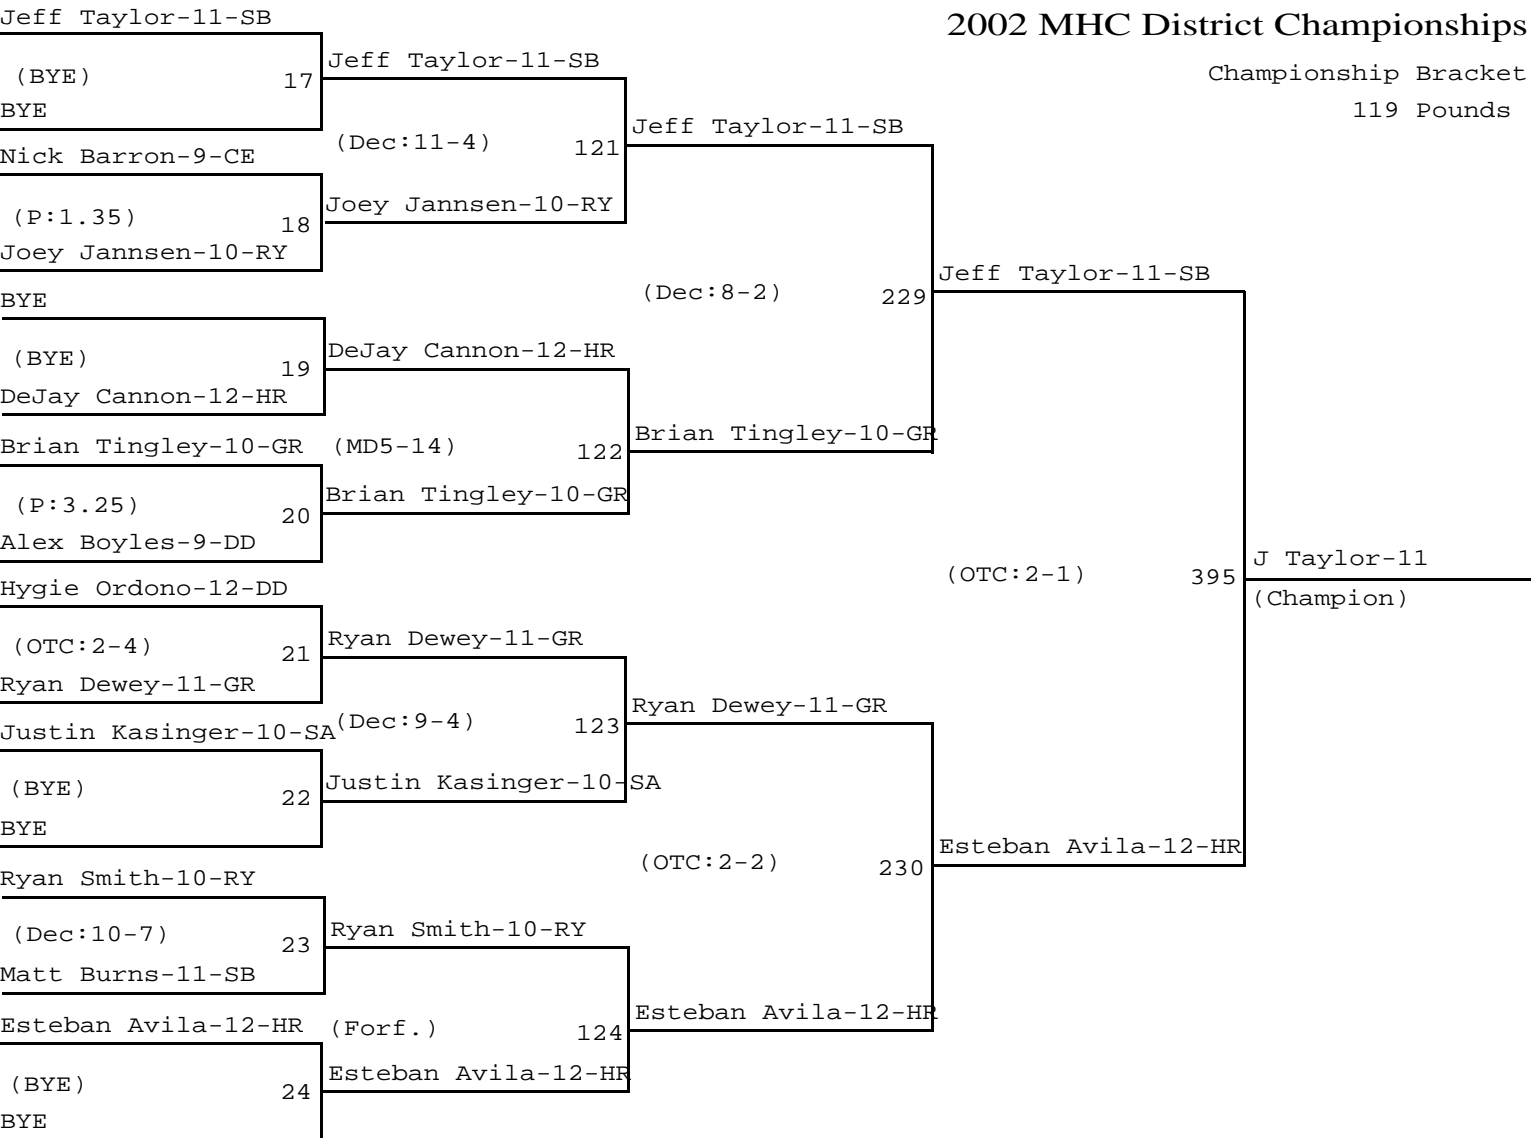 2002 MHC District Championships
Championship Bracket
119 Pounds
Jeff Taylor-11-SB
(BYE)
17
BYE
Nick Barron-9-CE
(P:1.35)
18
Joey Jannsen-10-RY
BYE
(BYE)
19
DeJay Cannon-12-HR
Brian Tingley-10-GR
(P:3.25)
20
Alex Boyles-9-DD
Hygie Ordono-12-DD
(OTC:2-4)
21
Ryan Dewey-11-GR
Justin Kasinger-10-SA
(BYE)
22
BYE
Ryan Smith-10-RY
(Dec:10-7)
23
Matt Burns-11-SB
Esteban Avila-12-HR
(BYE)
24
BYE
Jeff Taylor-11-SB
(Dec:11-4)
121
Joey Jannsen-10-RY
DeJay Cannon-12-HR
(MD5-14)
122
Brian Tingley-10-GR
Ryan Dewey-11-GR
(Dec:9-4)
123
Justin Kasinger-10-SA
Ryan Smith-10-RY
(Forf.)
124
Esteban Avila-12-HR
Jeff Taylor-11-SB
(Dec:8-2)
229
Brian Tingley-10-GR
Ryan Dewey-11-GR
(OTC:2-2)
230
Esteban Avila-12-HR
Jeff Taylor-11-SB
(OTC:2-1)
395
Esteban Avila-12-HR
J Taylor-11
(Champion)